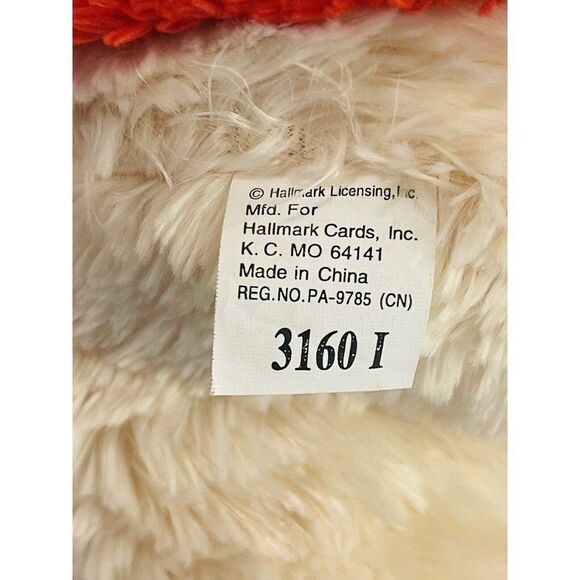 © Hallmark Licensing, Inc.
Mfd. For
Hallmark Cards, Inc.
K. C. MO 64141
Made in China
REG.NO.PA-9785 (CN)
3160 I